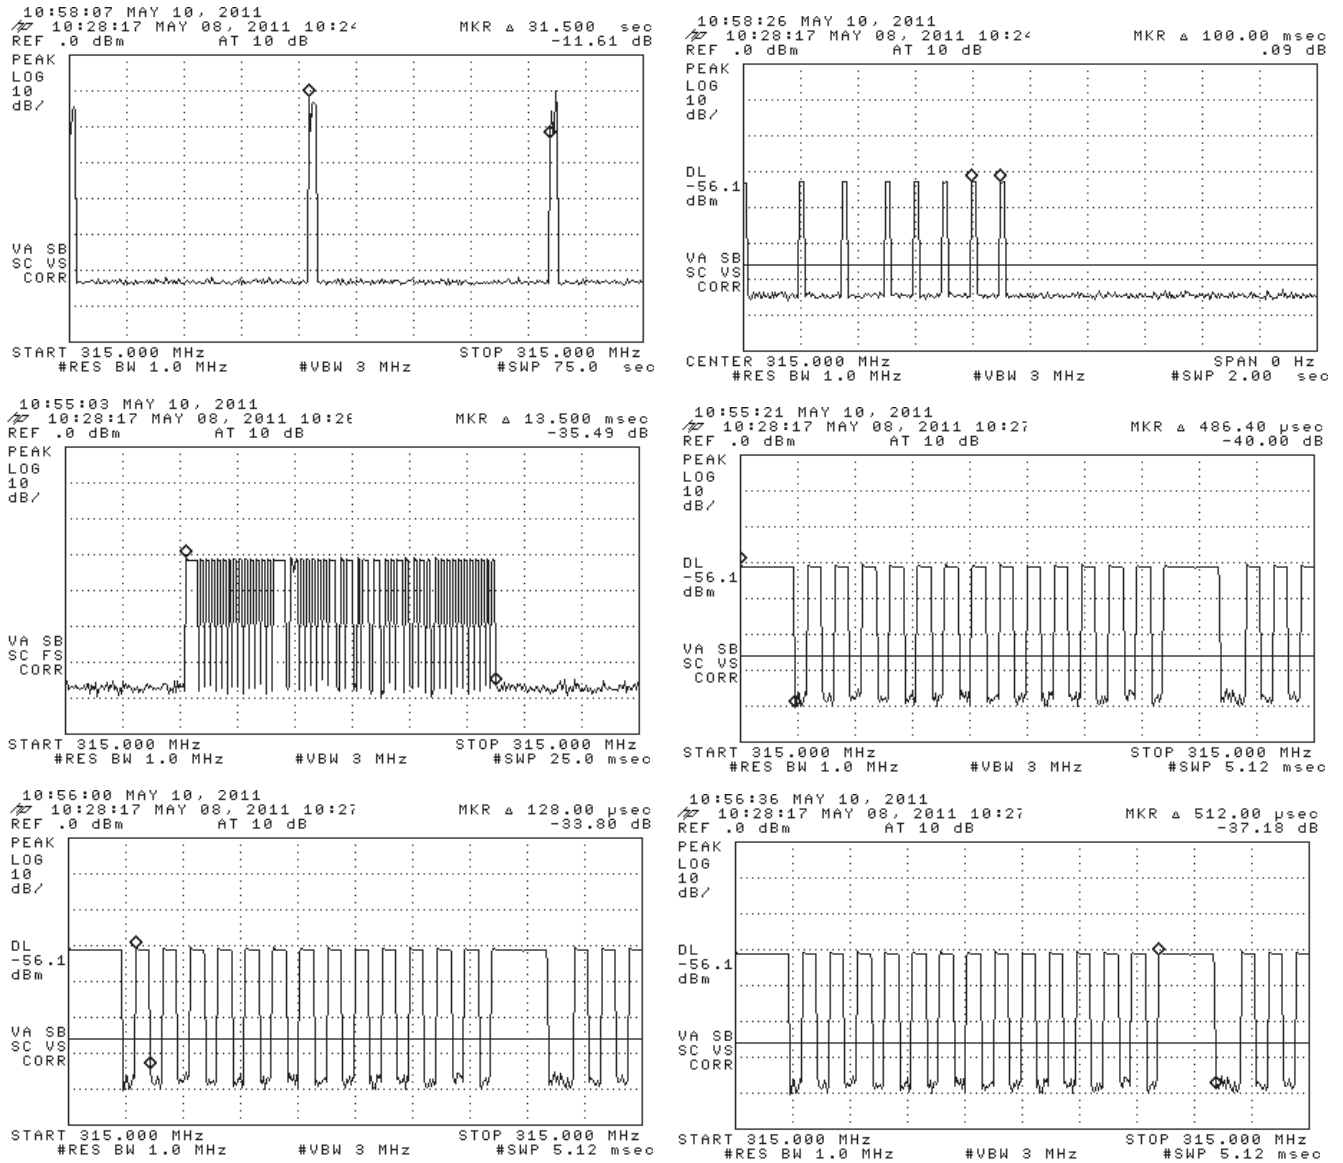 10:58:07 MAY 10, 2011
hp 10:28:17 MAY 08, 2011 10:24
MKR Δ 31.500 sec
REF .0 dBm AT 10 dB
-11.61 dB
PEAK
LOG
10
dB/
VA SB
SC VS
CORR
START 315.000 MHz
STOP 315.000 MHz
#RES BW 1.0 MHz #VBW 3 MHz #SWP 75.0 sec
10:58:26 MAY 10, 2011
hp 10:28:17 MAY 08, 2011 10:24
MKR Δ 100.00 msec
REF .0 dBm AT 10 dB
.09 dB
PEAK
LOG
10
dB/
DL
-56.1
dBm
VA SB
SC VS
CORR
CENTER 315.000 MHz
SPAN 0 Hz
#RES BW 1.0 MHz #VBW 3 MHz #SWP 2.00 sec
10:55:03 MAY 10, 2011
hp 10:28:17 MAY 08, 2011 10:26
MKR Δ 13.500 msec
REF .0 dBm AT 10 dB
-35.49 dB
PEAK
LOG
10
dB/
VA SB
SC FS
CORR
START 315.000 MHz
STOP 315.000 MHz
#RES BW 1.0 MHz #VBW 3 MHz #SWP 25.0 msec
10:55:21 MAY 10, 2011
hp 10:28:17 MAY 08, 2011 10:27
MKR Δ 486.40 µsec
REF .0 dBm AT 10 dB
-40.00 dB
PEAK
LOG
10
dB/
DL
-56.1
dBm
VA SB
SC VS
CORR
START 315.000 MHz
STOP 315.000 MHz
#RES BW 1.0 MHz #VBW 3 MHz #SWP 5.12 msec
10:56:00 MAY 10, 2011
hp 10:28:17 MAY 08, 2011 10:27
MKR Δ 128.00 µsec
REF .0 dBm AT 10 dB
-33.80 dB
PEAK
LOG
10
dB/
DL
-56.1
dBm
VA SB
SC VS
CORR
START 315.000 MHz
STOP 315.000 MHz
#RES BW 1.0 MHz #VBW 3 MHz #SWP 5.12 msec
10:56:36 MAY 10, 2011
hp 10:28:17 MAY 08, 2011 10:27
MKR Δ 512.00 µsec
REF .0 dBm AT 10 dB
-37.18 dB
PEAK
LOG
10
dB/
DL
-56.1
dBm
VA SB
SC VS
CORR
START 315.000 MHz
STOP 315.000 MHz
#RES BW 1.0 MHz #VBW 3 MHz #SWP 5.12 msec